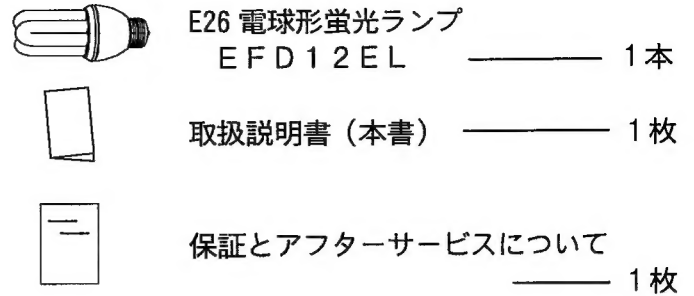 E26 電球形蛍光ランプ
ＥＦＤ１２ＥＬ ――― 1本
取扱説明書（本書） ――― 1枚
保証とアフターサービスについて
――― 1枚